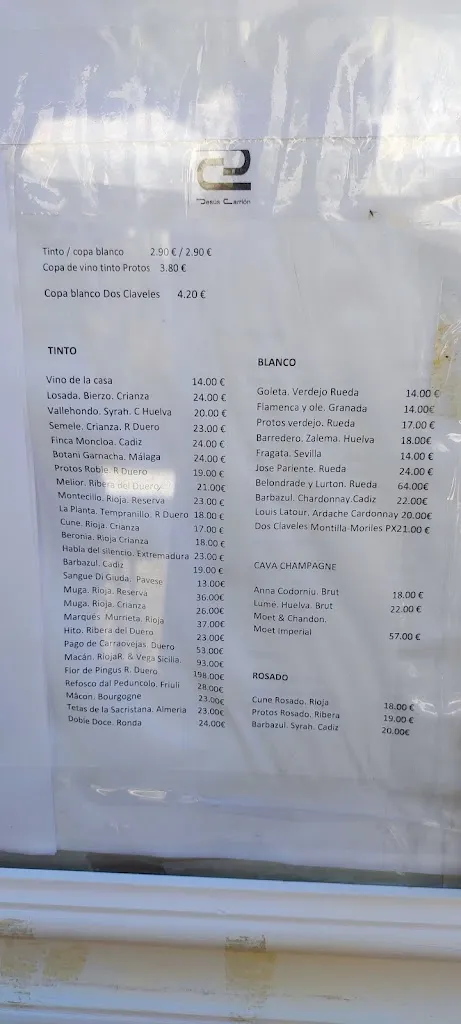 Jesús Carrión
Tinto / copa blanco 2.90 € / 2.90 €
Copa de vino tinto Protos 3.80 €
Copa blanco Dos Claveles 4.20 €
TINTO
Vino de la casa 14.00 €
Losada. Bierzo. Crianza 24.00 €
Vallehondo. Syrah. C Huelva 20.00 €
Semele. Crianza. R Duero 23.00 €
Finca Moncloa. Cadiz 24.00 €
Botani Garnacha. Málaga 24.00 €
Protos Roble. R Duero 19.00 €
Melior. Ribera del Duero 21.00€
Montecillo. Rioja. Reserva 23.00 €
La Planta. Tempranillo. R Duero 18.00 €
Cune. Rioja. Crianza 17.00 €
Beronia. Rioja Crianza 18.00 €
Habla del silencio. Extremadura 23.00 €
Barbazul. Cadiz 19.00 €
Sangue Di Giuda. Pavese 13.00€
Muga. Rioja. Reserva 36.00€
Muga. Rioja. Crianza 26.00€
Marqués Murrieta. Rioja 37.00€
Hito. Ribera del Duero 23.00€
Pago de Carraovejas. Duero 53.00€
Macán. RiojaR. & Vega Sicilia 93.00€
Flor de Pingus R. Duero 198.00€
Refosco dal Peduncolo. Friuli 28.00€
Mâcon. Bourgogne 23.00€
Tetas de la Sacristana. Almeria 23.00€
Doble Doce. Ronda 24.00€
BLANCO
Goleta. Verdejo Rueda 14.00 €
Flamenca y ole. Granada 14.00€
Protos verdejo. Rueda 17.00 €
Barredero. Zalema. Huelva 18.00€
Fragata. Sevilla 14.00 €
Jose Pariente. Rueda 24.00 €
Belondrade y Lurton. Rueda 64.00€
Barbazul. Chardonnay.Cadiz 22.00€
Louis Latour. Ardache Cardonnay 20.00€
Dos Claveles Montilla-Moriles PX21.00 €
CAVA CHAMPAGNE
Anna Codorniu. Brut 18.00 €
Lumé. Huelva. Brut 22.00 €
Moet & Chandon.
Moet Imperial 57.00 €
ROSADO
Cune Rosado. Rioja 18.00 €
Protos Rosado. Ribera 19.00 €
Barbazul. Syrah. Cadiz 20.00€